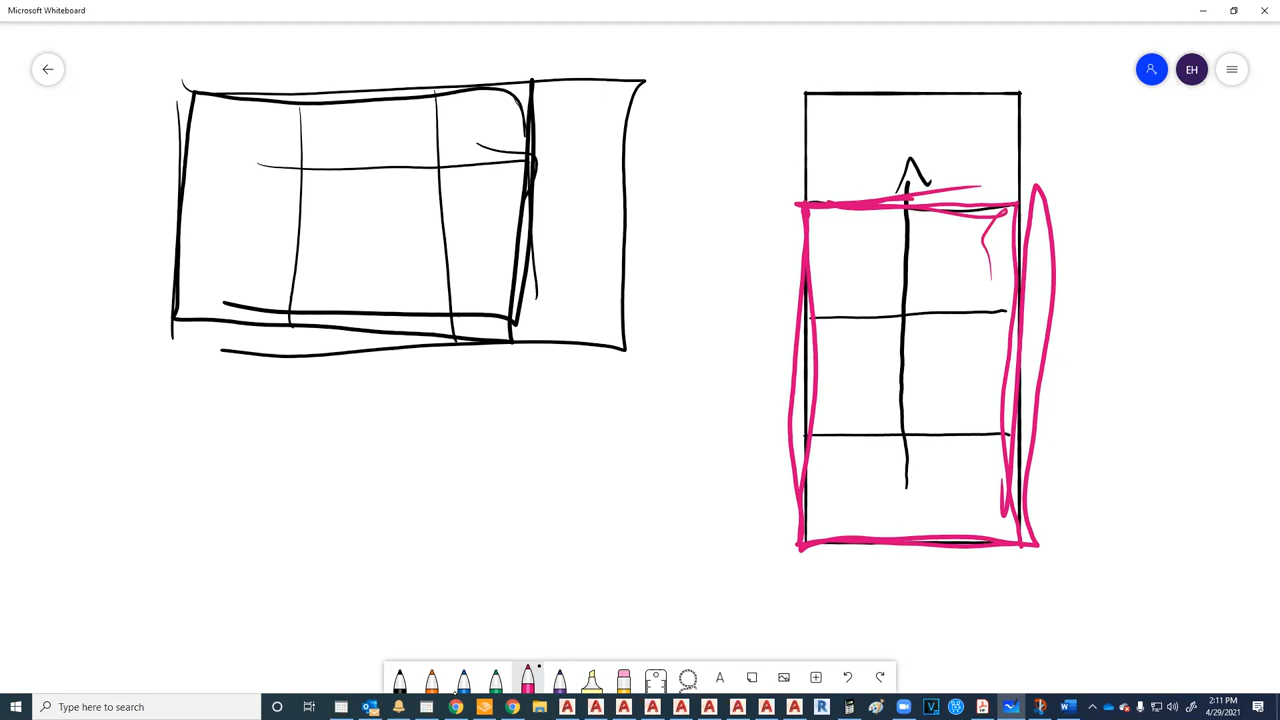 Microsoft Whiteboard
EH
A
Type here to search
2:11 PM
4/29/2021